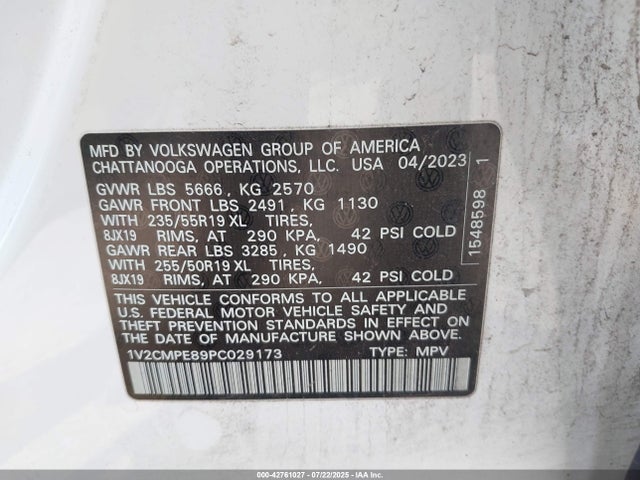 MFD BY VOLKSWAGEN GROUP OF AMERICA
CHATTANOOGA OPERATIONS, LLC. USA 04/2023
GVWR LBS 5666, KG 2570
GAWR FRONT LBS 2491, KG 1130
WITH 235/55R19 XL TIRES,
8JX19 RIMS, AT 290 KPA, 42 PSI COLD
GAWR REAR LBS 3285, KG 1490
WITH 255/50R19 XL TIRES,
8JX19 RIMS, AT 290 KPA, 42 PSI COLD
THIS VEHICLE CONFORMS TO ALL APPLICABLE
U.S. FEDERAL MOTOR VEHICLE SAFETY AND
THEFT PREVENTION STANDARDS IN EFFECT ON
THE DATE OF MANUFACTURE SHOWN ABOVE.
1V2CMPE89PC029173 TYPE: MPV
1548598 1
000-42761027 - 07/22/2025 - IAAI.COM